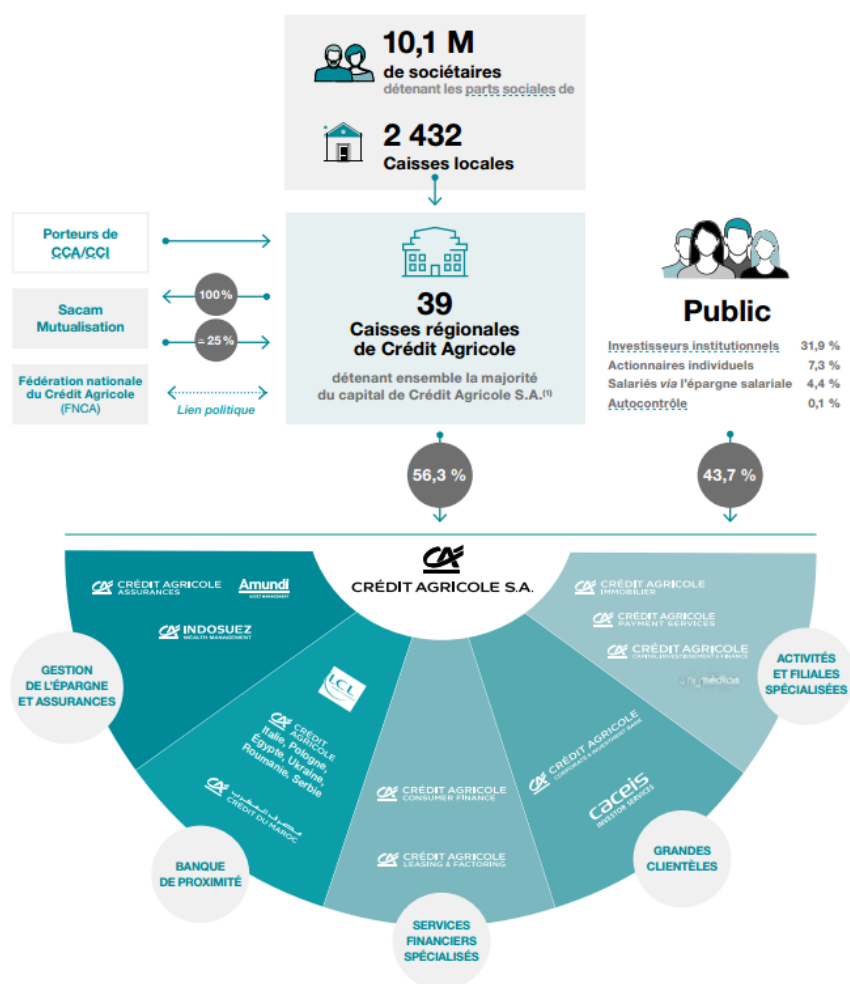 10,1 M
de sociétaires
détenant les parts sociales de
2 432
Caisses locales
Porteurs de
CCA/CCI
100%
Sacam
Mutualisation
≈ 25%
Fédération nationale
du Crédit Agricole
(FNCA)
Lien politique
39
Caisses régionales
de Crédit Agricole
détenant ensemble la majorité
du capital de Crédit Agricole S.A.(1)
Public
Investisseurs institutionnels 31,9 %
Actionnaires individuels 7,3 %
Salariés via l'épargne salariale 4,4 %
Autocontrôle 0,1 %
56,3 %
43,7 %
CRÉDIT AGRICOLE S.A.
CRÉDIT AGRICOLE
ASSURANCES
Amundi
ASSET MANAGEMENT
INDOSUEZ
WEALTH MANAGEMENT
GESTION
DE L'ÉPARGNE
ET ASSURANCES
LCL
CRÉDIT
AGRICOLE
Italie, Pologne,
Égypte, Ukraine,
Roumanie, Serbie
مصرف المغرب
CRÉDIT DU MAROC
BANQUE
DE PROXIMITÉ
CRÉDIT AGRICOLE
CONSUMER FINANCE
CRÉDIT AGRICOLE
LEASING & FACTORING
SERVICES
FINANCIERS
SPÉCIALISÉS
CRÉDIT AGRICOLE
CORPORATE & INVESTMENT BANK
caceis
INVESTOR SERVICES
GRANDES
CLIENTÈLES
CRÉDIT AGRICOLE
IMMOBILIER
CRÉDIT AGRICOLE
PAYMENT SERVICES
CRÉDIT AGRICOLE
CAPITAL INVESTISSEMENT & FINANCE
ACTIVITÉS
ET FILIALES
SPÉCIALISÉES